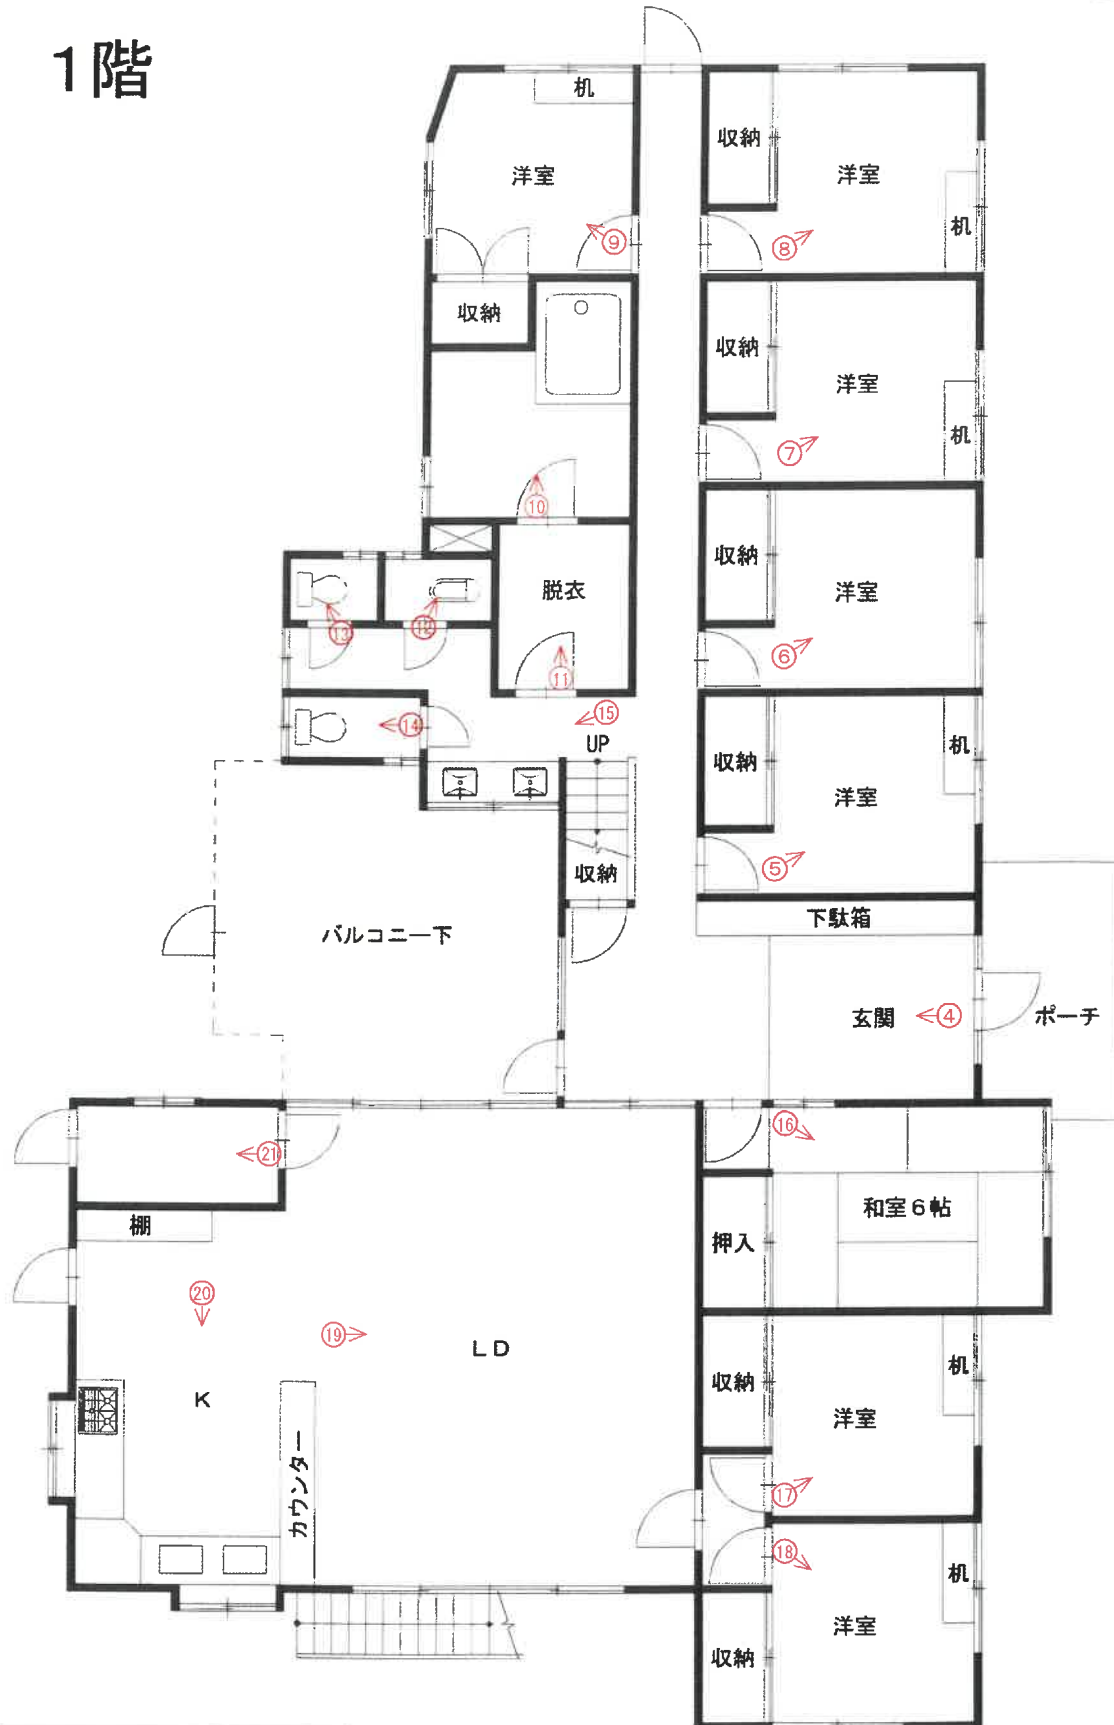 1階
机
収納
洋室
洋室
机
⑨
⑧
収納
収納
洋室
机
⑦
⑩
収納
脱衣
洋室
⑬
⑫
⑥
⑪
⑭
⑮
UP
机
収納
洋室
⑤
収納
下駄箱
バルコニー下
玄関
④
ポーチ
⑯
㉑
和室6帖
棚
押入
⑳
⑲
LD
机
収納
K
洋室
カウンター
⑰
⑱
机
洋室
収納